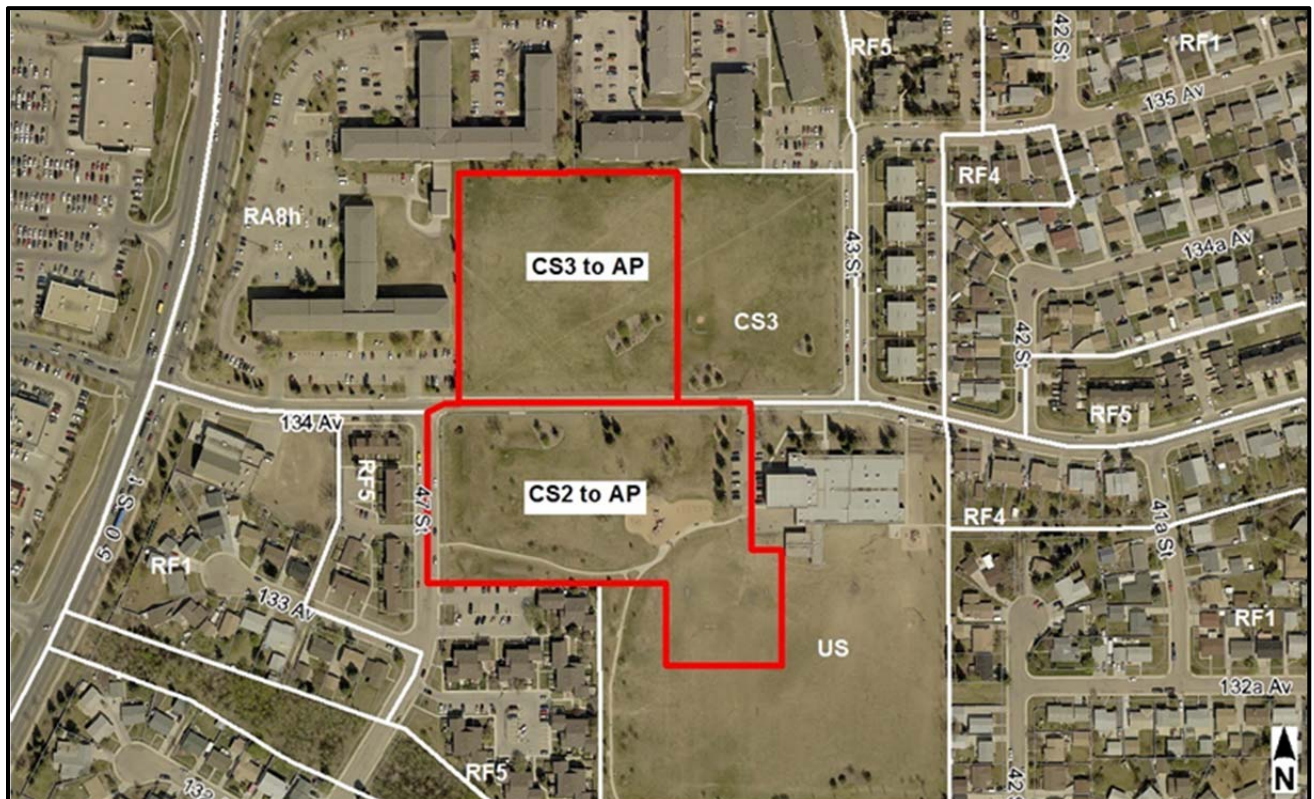 RF5
42 St
RF1
135 Av
RF4
RA8h
43 St
134a Av
CS3 to AP
CS3
42 St
RF5
134 Av
RF5
47 St
CS2 to AP
50 St
RF4
41a St
RF1
133 Av
RF1
US
132a Av
RF5
N